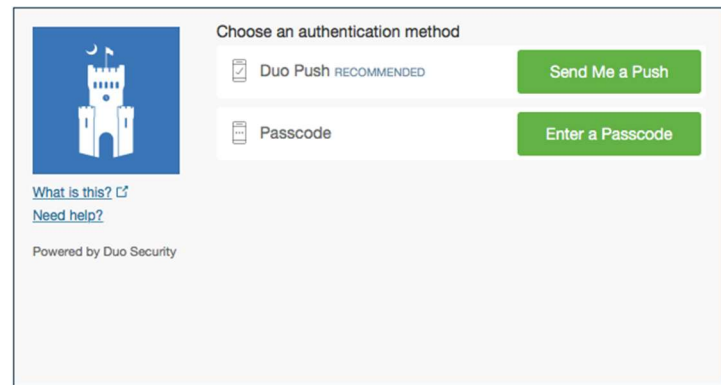 Choose an authentication method
Duo Push RECOMMENDED
Send Me a Push
Passcode
Enter a Passcode
What is this?
Need help?
Powered by Duo Security